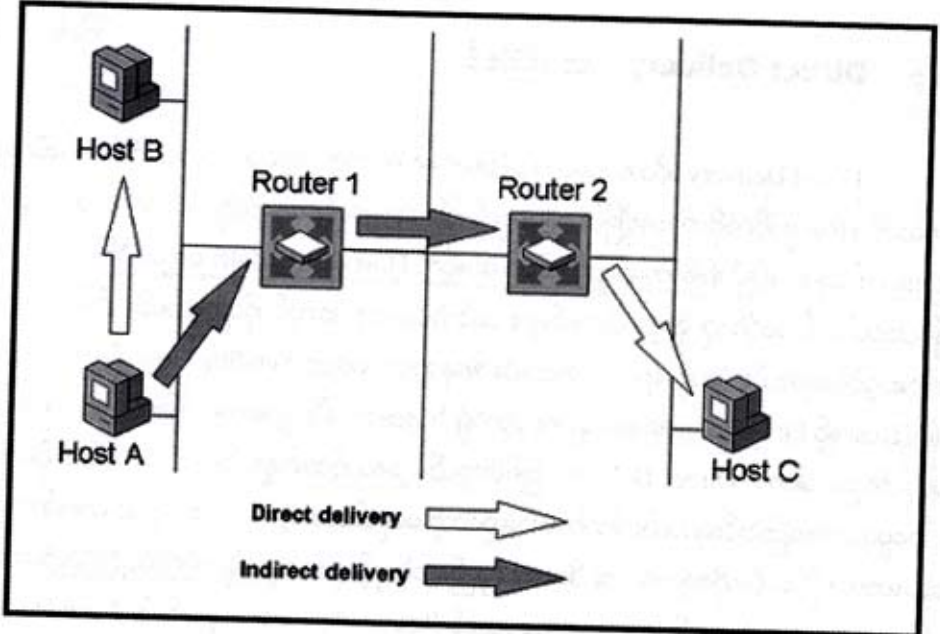 Host B
Router 1
Router 2
Host A
Host C
Direct delivery
Indirect delivery